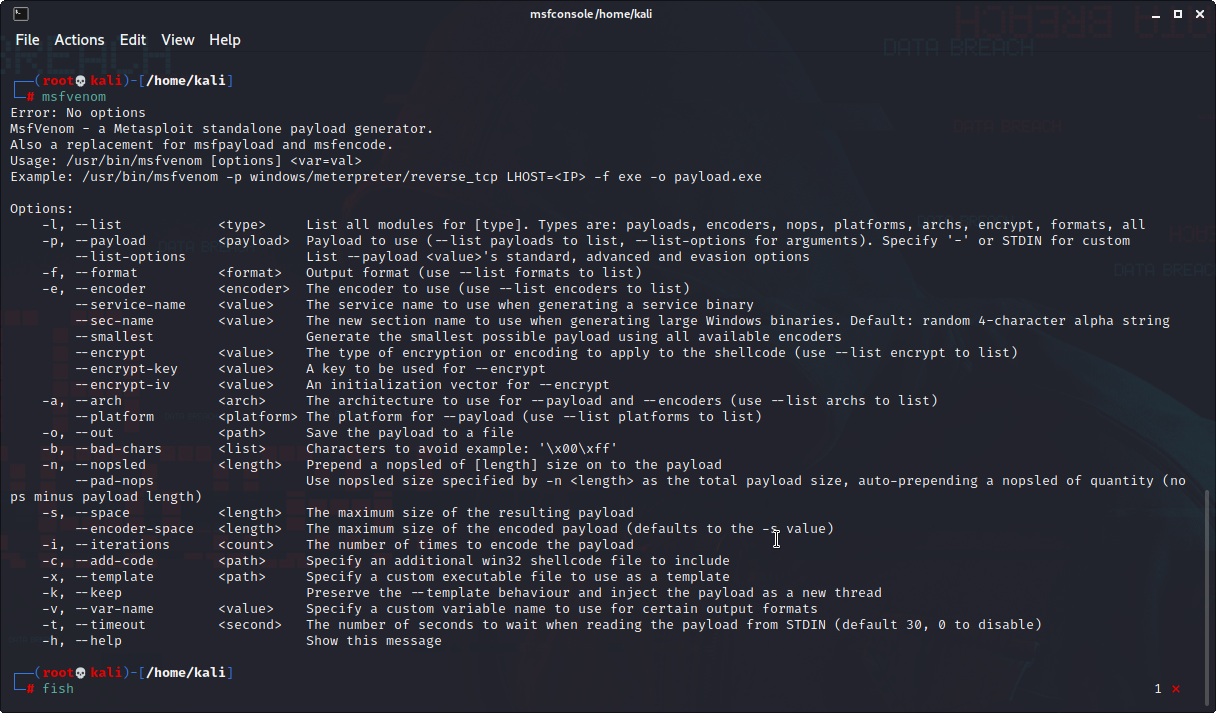 msfconsole/home/kali
File Actions Edit View Help
DATA BREACH
┌──(root💀kali)-[/home/kali]
└─# msfvenom
Error: No options
MsfVenom - a Metasploit standalone payload generator.
Also a replacement for msfpayload and msfencode.
Usage: /usr/bin/msfvenom [options] <var=val>
Example: /usr/bin/msfvenom -p windows/meterpreter/reverse_tcp LHOST=<IP> -f exe -o payload.exe
Options:
-l, --list <type> List all modules for [type]. Types are: payloads, encoders, nops, platforms, archs, encrypt, formats, all
-p, --payload <payload> Payload to use (--list payloads to list, --list-options for arguments). Specify '-' or STDIN for custom
--list-options List --payload <value>'s standard, advanced and evasion options
-f, --format <format> Output format (use --list formats to list)
-e, --encoder <encoder> The encoder to use (use --list encoders to list)
--service-name <value> The service name to use when generating a service binary
--sec-name <value> The new section name to use when generating large Windows binaries. Default: random 4-character alpha string
--smallest Generate the smallest possible payload using all available encoders
--encrypt <value> The type of encryption or encoding to apply to the shellcode (use --list encrypt to list)
--encrypt-key <value> A key to be used for --encrypt
--encrypt-iv <value> An initialization vector for --encrypt
-a, --arch <arch> The architecture to use for --payload and --encoders (use --list archs to list)
--platform <platform> The platform for --payload (use --list platforms to list)
-o, --out <path> Save the payload to a file
-b, --bad-chars <list> Characters to avoid example: '\x00\xff'
-n, --nopsled <length> Prepend a nopsled of [length] size on to the payload
--pad-nops Use nopsled size specified by -n <length> as the total payload size, auto-prepending a nopsled of quantity (no
ps minus payload length)
-s, --space <length> The maximum size of the resulting payload
--encoder-space <length> The maximum size of the encoded payload (defaults to the -s value)
-i, --iterations <count> The number of times to encode the payload
-c, --add-code <path> Specify an additional win32 shellcode file to include
-x, --template <path> Specify a custom executable file to use as a template
-k, --keep Preserve the --template behaviour and inject the payload as a new thread
-v, --var-name <value> Specify a custom variable name to use for certain output formats
-t, --timeout <second> The number of seconds to wait when reading the payload from STDIN (default 30, 0 to disable)
-h, --help Show this message
┌──(root💀kali)-[/home/kali]
└─# fish 1 ⨯